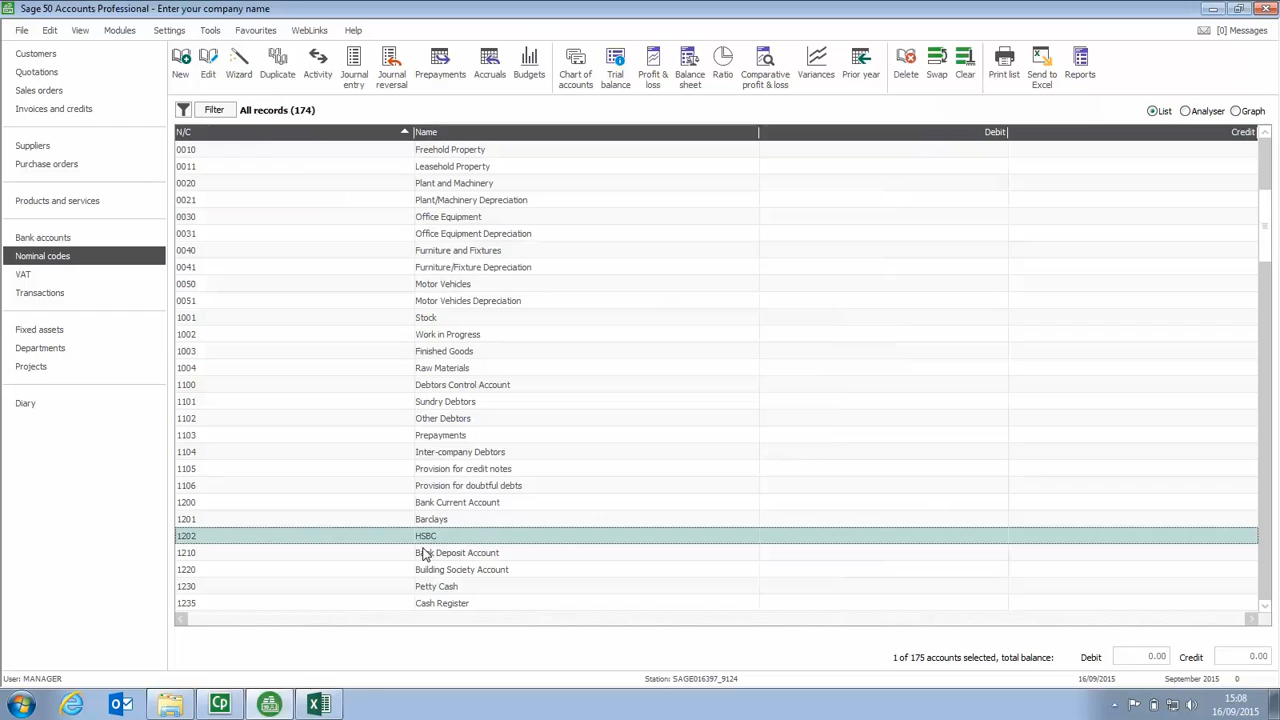 Sage 50 Accounts Professional - Enter your company name
File Edit View Modules Settings Tools Favourites WebLinks Help
[0] Messages
Customers
Quotations
Sales orders
Invoices and credits
Suppliers
Purchase orders
Products and services
Bank accounts
Nominal codes
VAT
Transactions
Fixed assets
Departments
Projects
Diary
New Edit Wizard Duplicate Activity Journal entry Journal reversal Prepayments Accruals Budgets Chart of accounts Trial balance Profit & loss Balance sheet Ratio Comparative profit & loss Variances Prior year Delete Swap Clear Print list Send to Excel Reports
Filter All records (174)
List Analyser Graph
N/C Name Debit Credit
0010 Freehold Property
0011 Leasehold Property
0020 Plant and Machinery
0021 Plant/Machinery Depreciation
0030 Office Equipment
0031 Office Equipment Depreciation
0040 Furniture and Fixtures
0041 Furniture/Fixture Depreciation
0050 Motor Vehicles
0051 Motor Vehicles Depreciation
1001 Stock
1002 Work in Progress
1003 Finished Goods
1004 Raw Materials
1100 Debtors Control Account
1101 Sundry Debtors
1102 Other Debtors
1103 Prepayments
1104 Inter-company Debtors
1105 Provision for credit notes
1106 Provision for doubtful debts
1200 Bank Current Account
1201 Barclays
1202 HSBC
1210 Bank Deposit Account
1220 Building Society Account
1230 Petty Cash
1235 Cash Register
1 of 175 accounts selected, total balance: Debit 0.00 Credit 0.00
User: MANAGER Station: SAGE016397_9124 16/09/2015 September 2015 0
Cp
15:08
16/09/2015